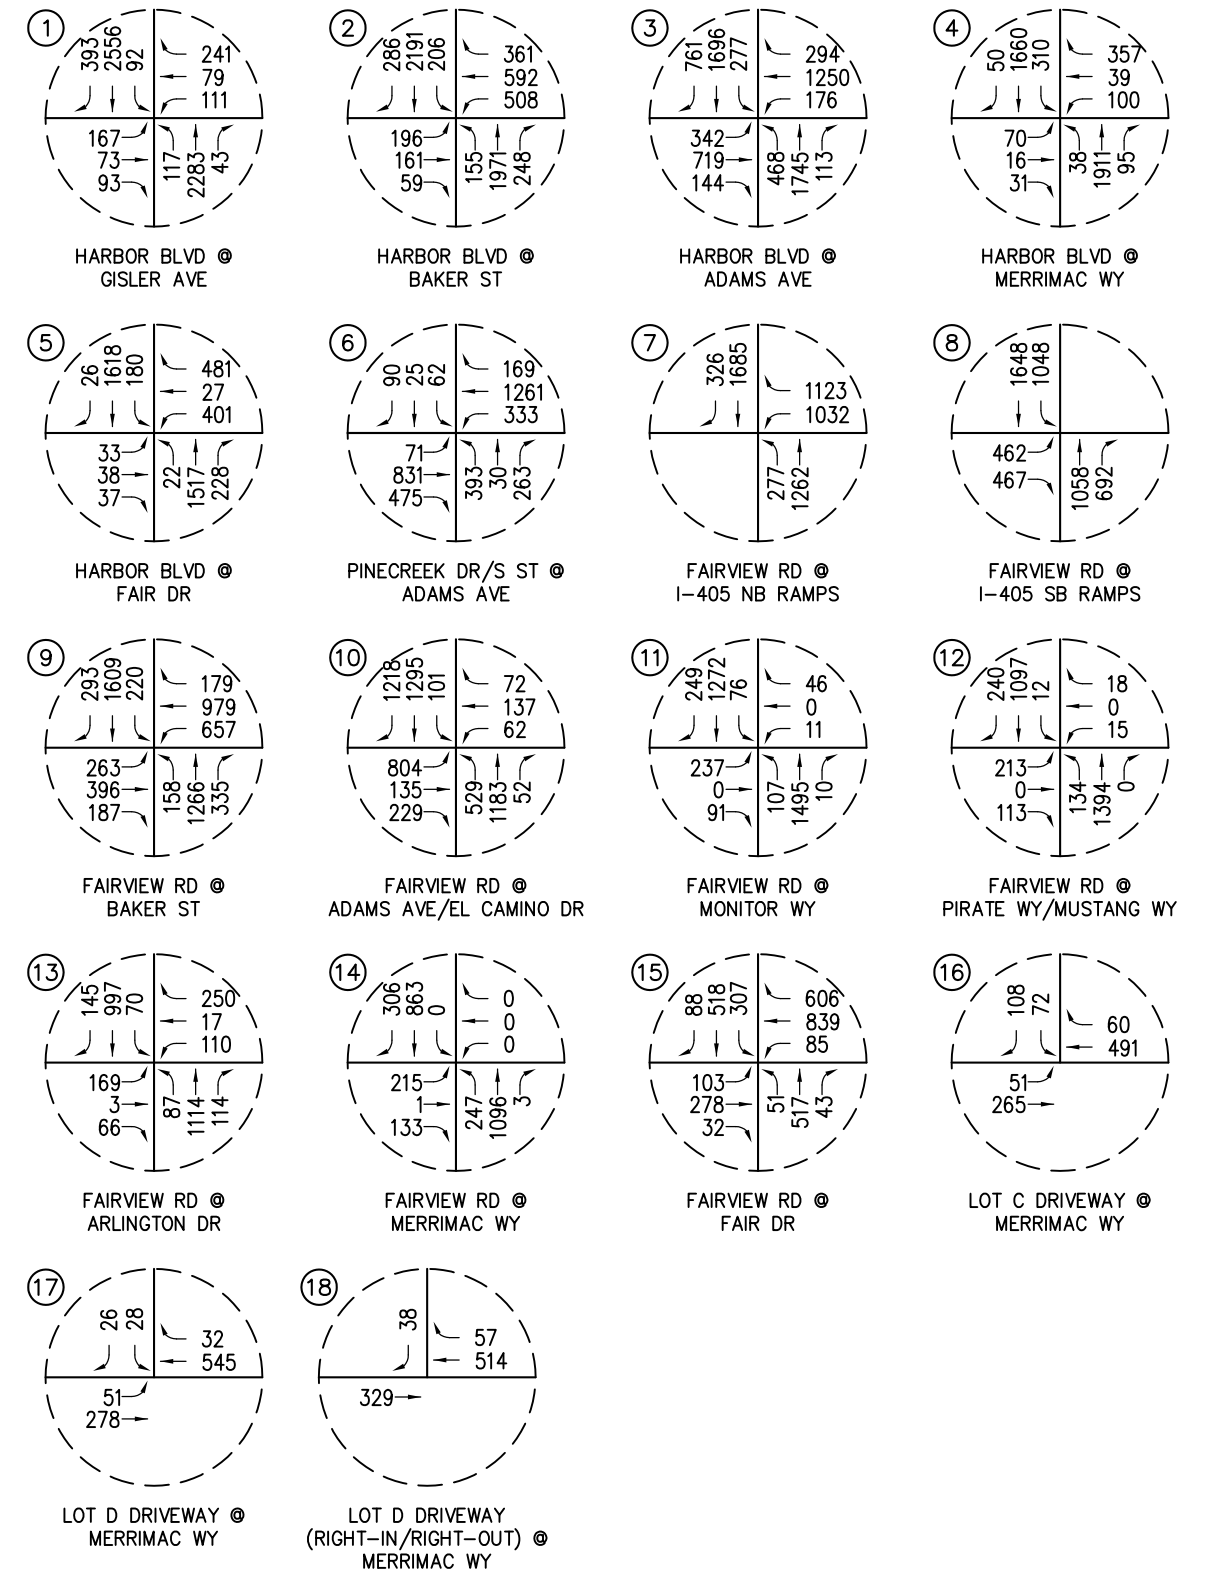 1
393 2556 92
241
79
111
167
73
93
117 2283 43
HARBOR BLVD @
GISLER AVE
2
286 2191 206
361
592
508
196
161
59
155 1971 248
HARBOR BLVD @
BAKER ST
3
761 1696 277
294
1250
176
342
719
144
468 1745 113
HARBOR BLVD @
ADAMS AVE
4
50 1660 310
357
39
100
70
16
31
38 1911 95
HARBOR BLVD @
MERRIMAC WY
5
26 1618 180
481
27
401
33
38
37
22 1517 228
HARBOR BLVD @
FAIR DR
6
90 25 62
169
1261
333
71
831
475
393 30 263
PINECREEK DR/S ST @
ADAMS AVE
7
326 1685
1123
1032
277 1262
FAIRVIEW RD @
I-405 NB RAMPS
8
1648 1048
462
467
1058 692
FAIRVIEW RD @
I-405 SB RAMPS
9
293 1609 220
179
979
657
263
396
187
158 1266 335
FAIRVIEW RD @
BAKER ST
10
1218 1295 101
72
137
62
804
135
229
529 1183 52
FAIRVIEW RD @
ADAMS AVE/EL CAMINO DR
11
249 1272 76
46
0
11
237
0
91
107 1495 10
FAIRVIEW RD @
MONITOR WY
12
240 1097 12
18
0
15
213
0
113
134 1394 0
FAIRVIEW RD @
PIRATE WY/MUSTANG WY
13
145 997 70
250
17
110
169
3
66
87 1114 114
FAIRVIEW RD @
ARLINGTON DR
14
306 863 0
0
0
0
215
1
133
247 1096 3
FAIRVIEW RD @
MERRIMAC WY
15
88 518 307
606
839
85
103
278
32
51 517 43
FAIRVIEW RD @
FAIR DR
16
108 72
60
491
51
265
LOT C DRIVEWAY @
MERRIMAC WY
17
26 28
32
545
51
278
LOT D DRIVEWAY @
MERRIMAC WY
18
38
57
514
329
LOT D DRIVEWAY
(RIGHT-IN/RIGHT-OUT) @
MERRIMAC WY